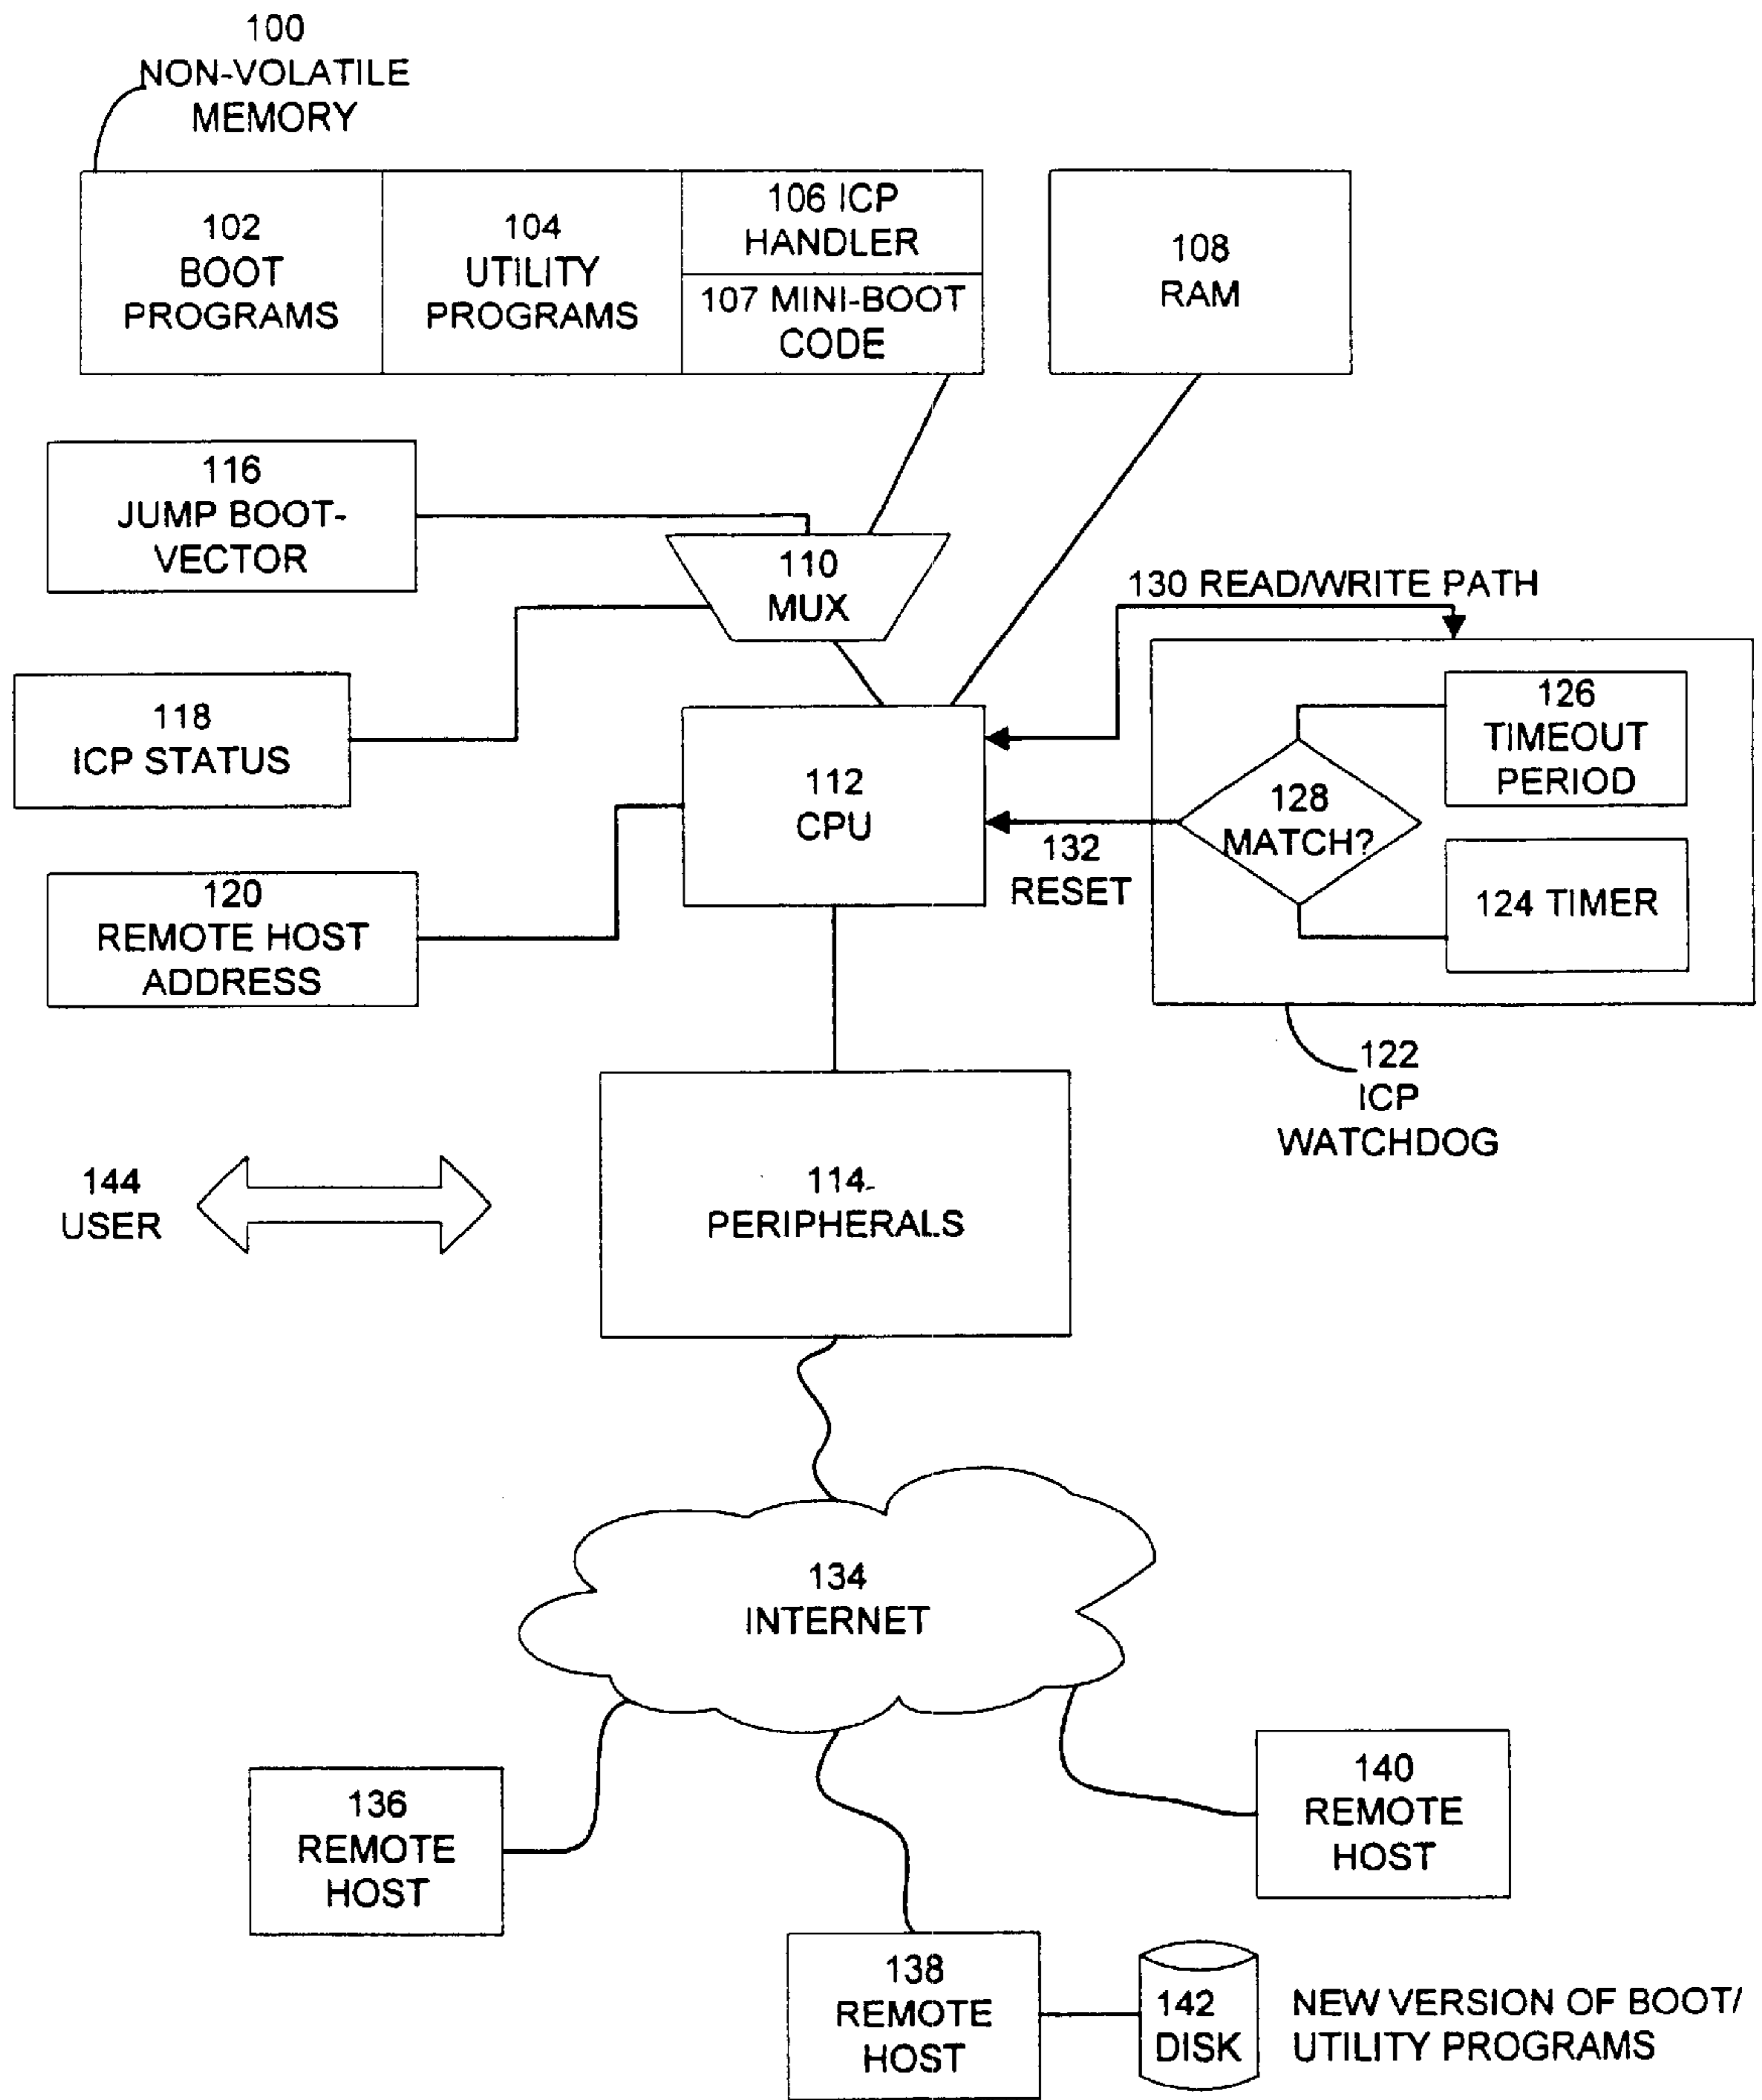 100
NON-VOLATILE
MEMORY
102
BOOT
PROGRAMS
104
UTILITY
PROGRAMS
106 ICP
HANDLER
107 MINI-BOOT
CODE
108
RAM
116
JUMP BOOT-
VECTOR
110
MUX
130 READ/WRITE PATH
118
ICP STATUS
112
CPU
126
TIMEOUT
PERIOD
128
MATCH?
132
RESET
124 TIMER
120
REMOTE HOST
ADDRESS
122
ICP
WATCHDOG
144
USER
114
PERIPHERALS
134
INTERNET
136
REMOTE
HOST
140
REMOTE
HOST
138
REMOTE
HOST
142
DISK
NEW VERSION OF BOOT/
UTILITY PROGRAMS